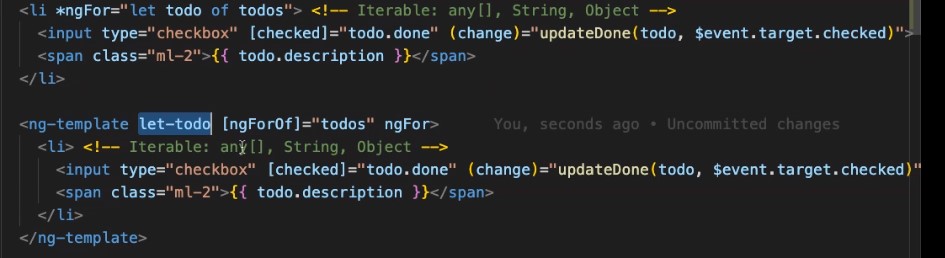 <li *ngFor="let todo of todos"> <!-- Iterable: any[], String, Object -->
<input type="checkbox" [checked]="todo.done" (change)="updateDone(todo, $event.target.checked)">
<span class="ml-2">{{ todo.description }}</span>
</li>
<ng-template let-todo [ngForOf]="todos" ngFor> You, seconds ago • Uncommitted changes
<li> <!-- Iterable: any[], String, Object -->
<input type="checkbox" [checked]="todo.done" (change)="updateDone(todo, $event.target.checked)"
<span class="ml-2">{{ todo.description }}</span>
</li>
</ng-template>